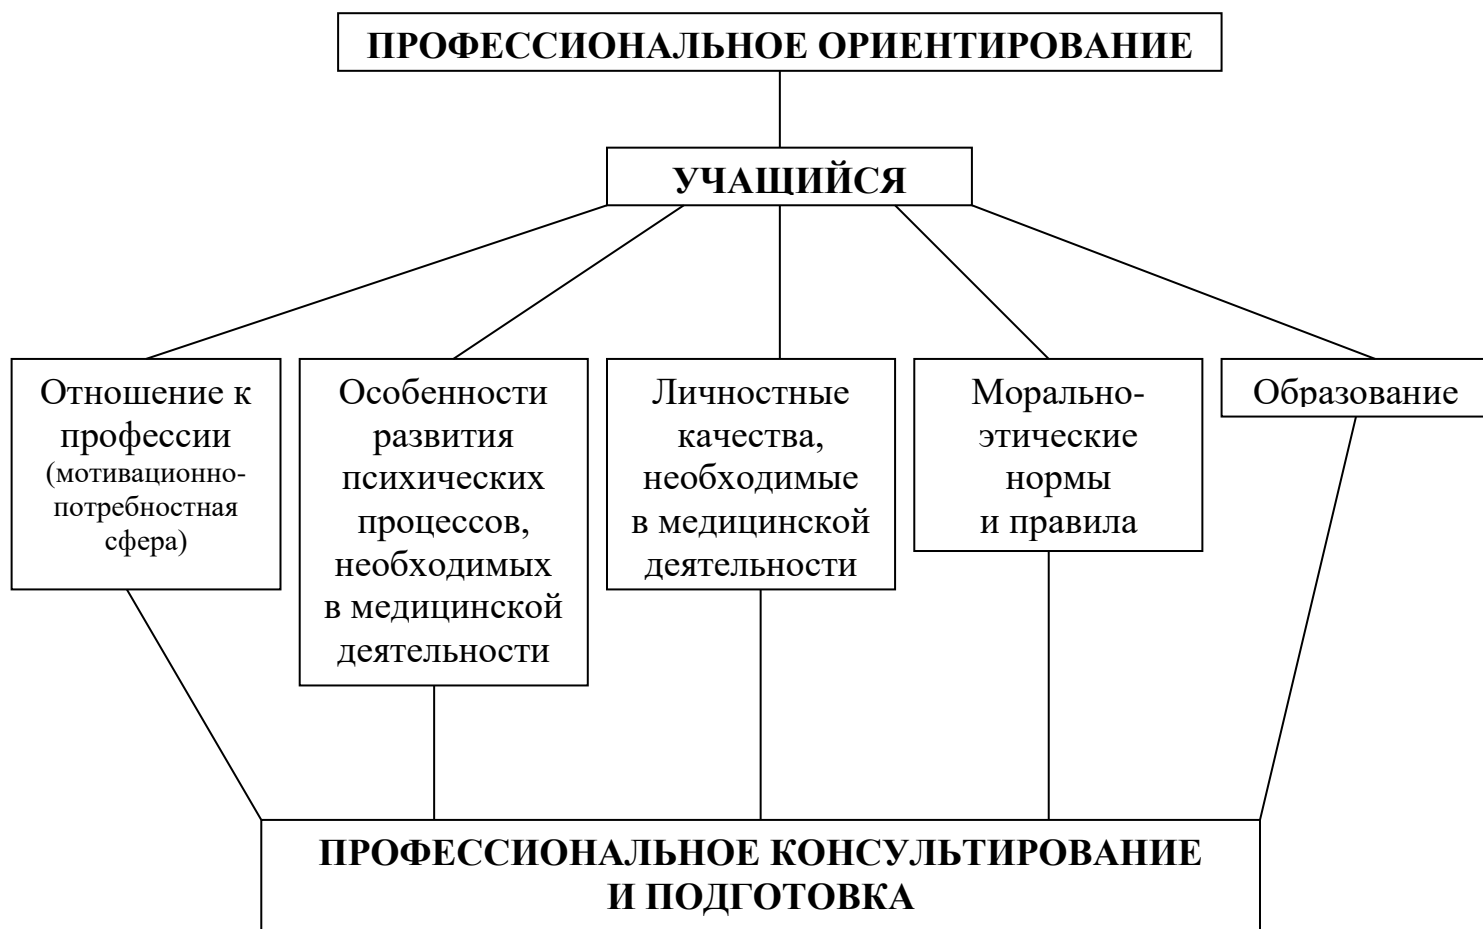 ПРОФЕССИОНАЛЬНОЕ ОРИЕНТИРОВАНИЕ
УЧАЩИЙСЯ
Отношение к
профессии
(мотивационно-
потребностная
сфера)
Особенности
развития
психических
процессов,
необходимых
в медицинской
деятельности
Личностные
качества,
необходимые
в медицинской
деятельности
Морально-
этические
нормы
и правила
Образование
ПРОФЕССИОНАЛЬНОЕ КОНСУЛЬТИРОВАНИЕ
И ПОДГОТОВКА